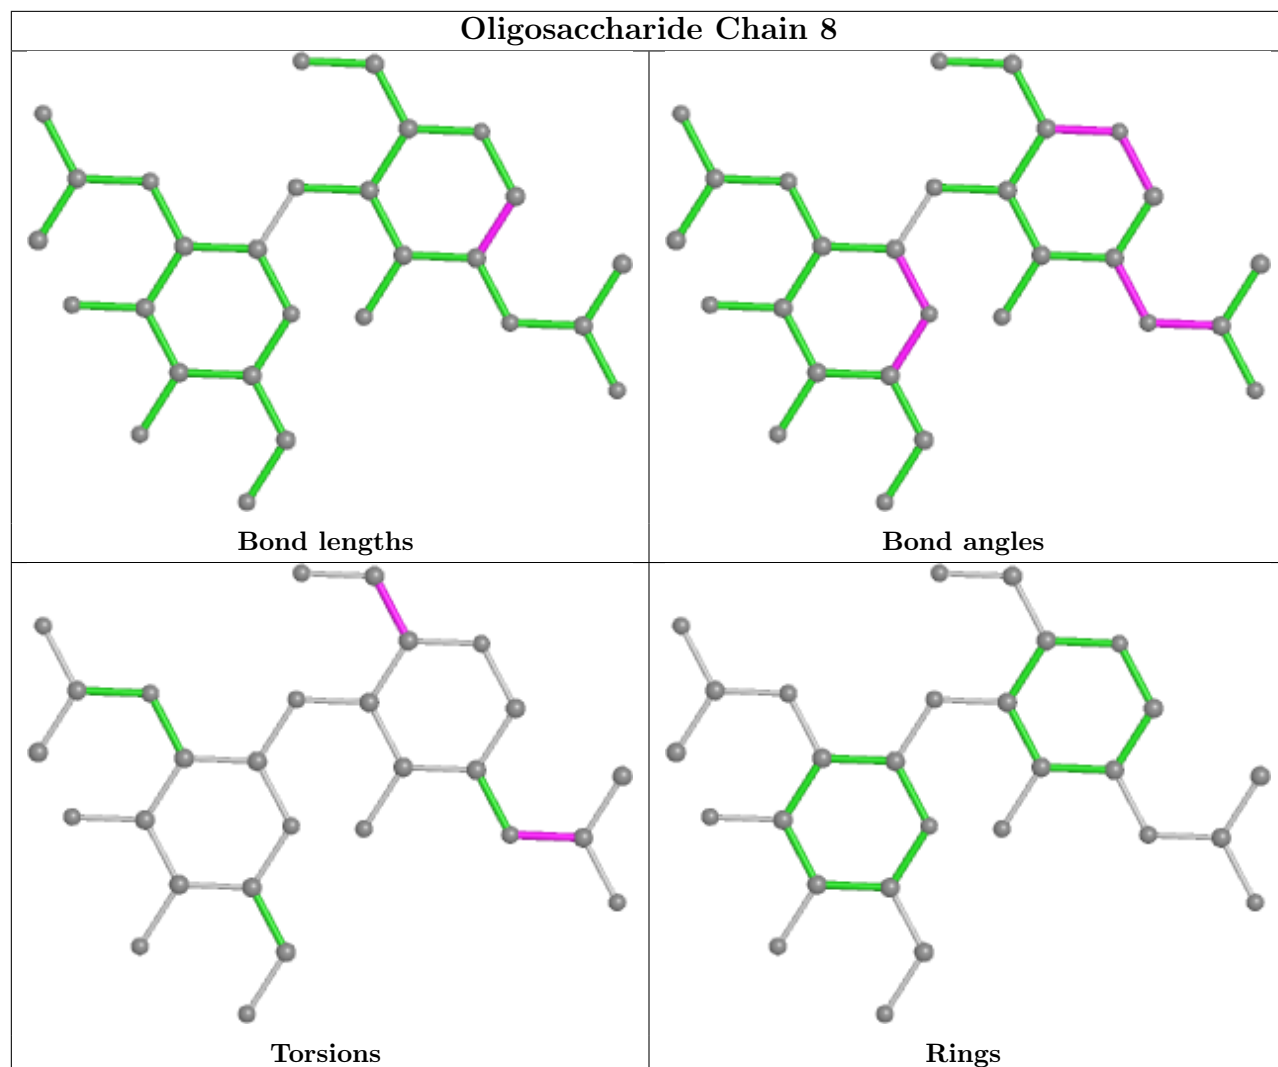 Oligosaccharide Chain 8
Bond lengths
Bond angles
Torsions
Rings